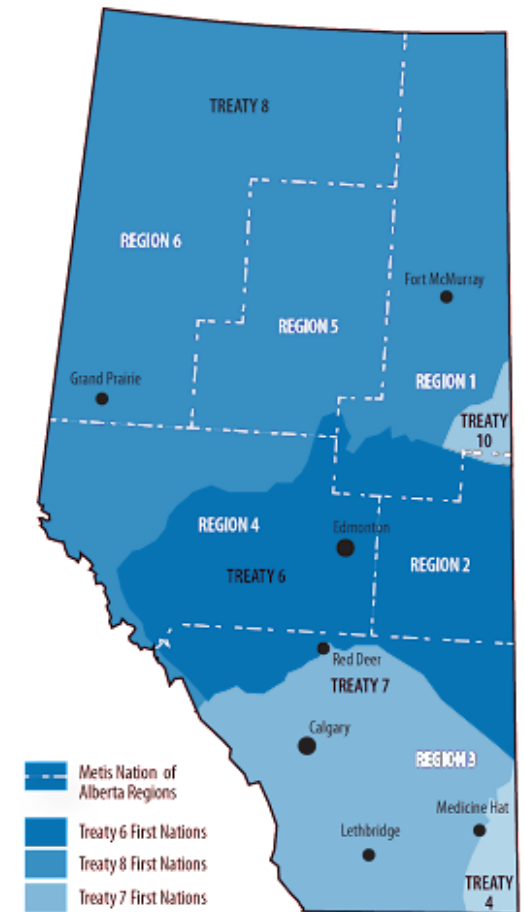 TREATY 8
REGION 6
Fort McMurray
REGION 5
Grand Prairie
REGION 1
TREATY
10
REGION 4
Edmonton
REGION 2
TREATY 6
Red Deer
TREATY 7
Calgary
REGION 3
Metis Nation of
Alberta Regions
Medicine Hat
Treaty 6 First Nations
Lethbridge
Treaty 8 First Nations
TREATY
4
Treaty 7 First Nations